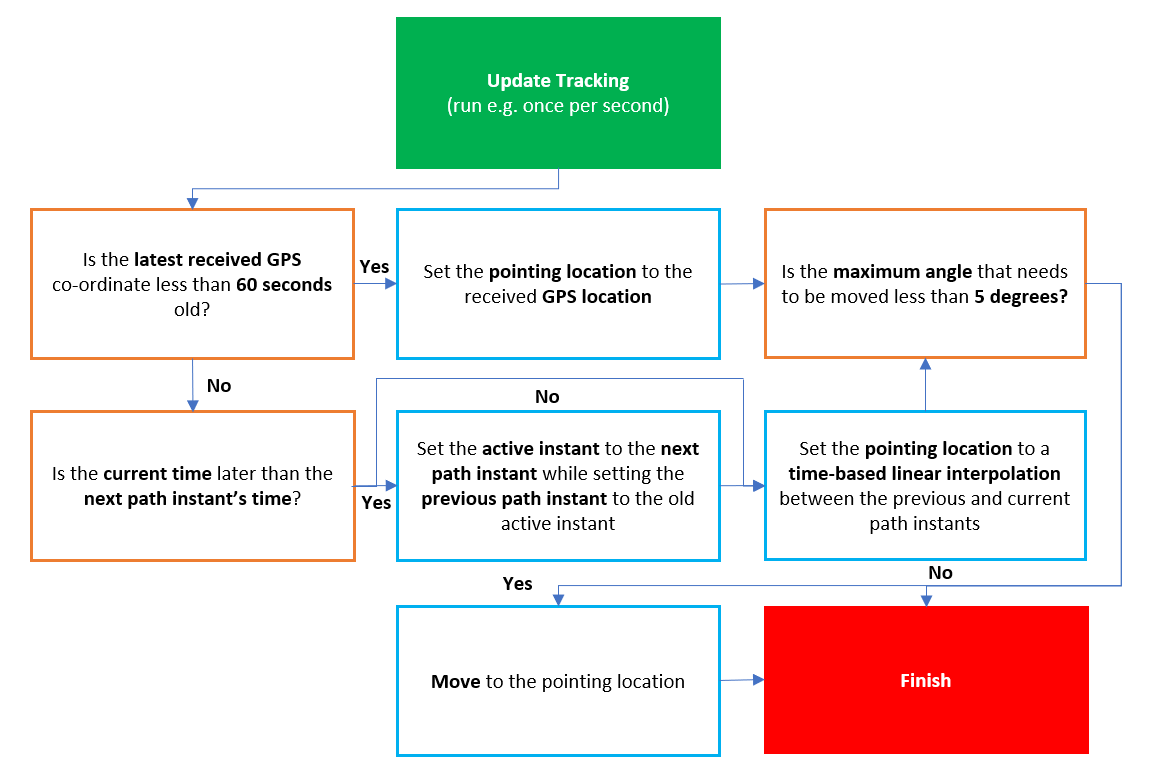 Update Tracking
(run e.g. once per second)
Is the latest received GPS
co-ordinate less than 60 seconds
old?
Yes
Set the pointing location to the
received GPS location
Is the maximum angle that needs
to be moved less than 5 degrees?
No
No
Is the current time later than the
next path instant's time?
Yes
Set the active instant to the next
path instant while setting the
previous path instant to the old
active instant
Set the pointing location to a
time-based linear interpolation
between the previous and current
path instants
Yes
No
Move to the pointing location
Finish